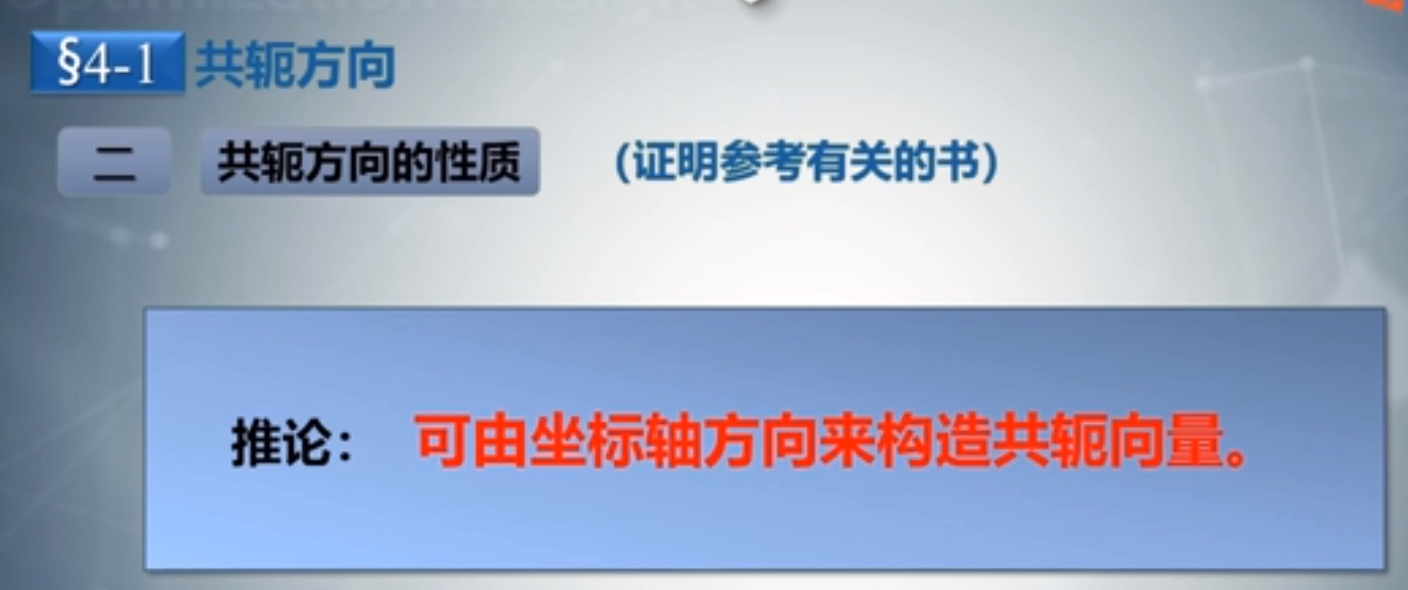 Optimization Design
§4-1 共轭方向
二 共轭方向的性质 (证明参考有关的书)
推论: 可由坐标轴方向来构造共轭向量。